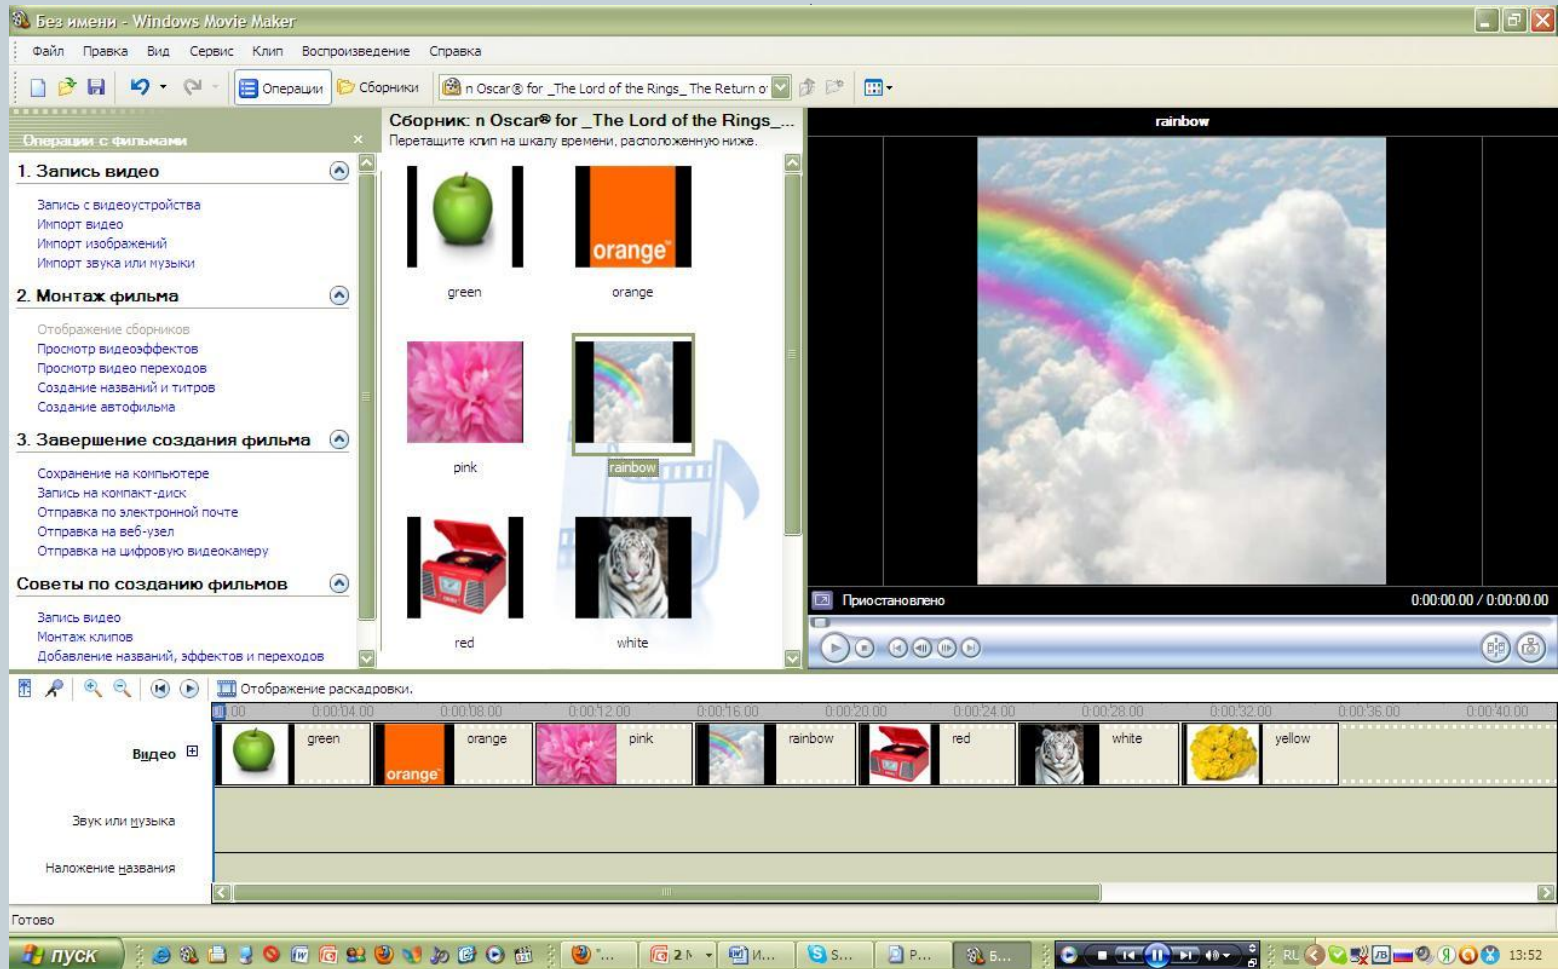 Без имени - Windows Movie Maker
Файл Правка Вид Сервис Клип Воспроизведение Справка
Операции Сборники n Oscar® for _The Lord of the Rings_ The Return o
Операции с фильмами
1. Запись видео
Запись с видеоустройства
Импорт видео
Импорт изображений
Импорт звука или музыки
2. Монтаж фильма
Отображение сборников
Просмотр видеоэффектов
Просмотр видео переходов
Создание названий и титров
Создание автофильма
3. Завершение создания фильма
Сохранение на компьютере
Запись на компакт-диск
Отправка по электронной почте
Отправка на веб-узел
Отправка на цифровую видеокамеру
Советы по созданию фильмов
Запись видео
Монтаж клипов
Добавление названий, эффектов и переходов
Сборник: n Oscar® for _The Lord of the Rings_...
Перетащите клип на шкалу времени, расположенную ниже.
orange™
green orange
pink rainbow
red white
rainbow
Приостановлено 0:00:00.00 / 0:00:00.00
Отображение раскадровки.
00 0:00:04.00 0:00:08.00 0:00:12.00 0:00:16.00 0:00:20.00 0:00:24.00 0:00:28.00 0:00:32.00 0:00:36.00 0:00:40.00
Видео green orange pink rainbow red white yellow
orange
Звук или музыка
Наложение названия
Готово
пуск "... 2 И... S... P... Б... RL 13:52